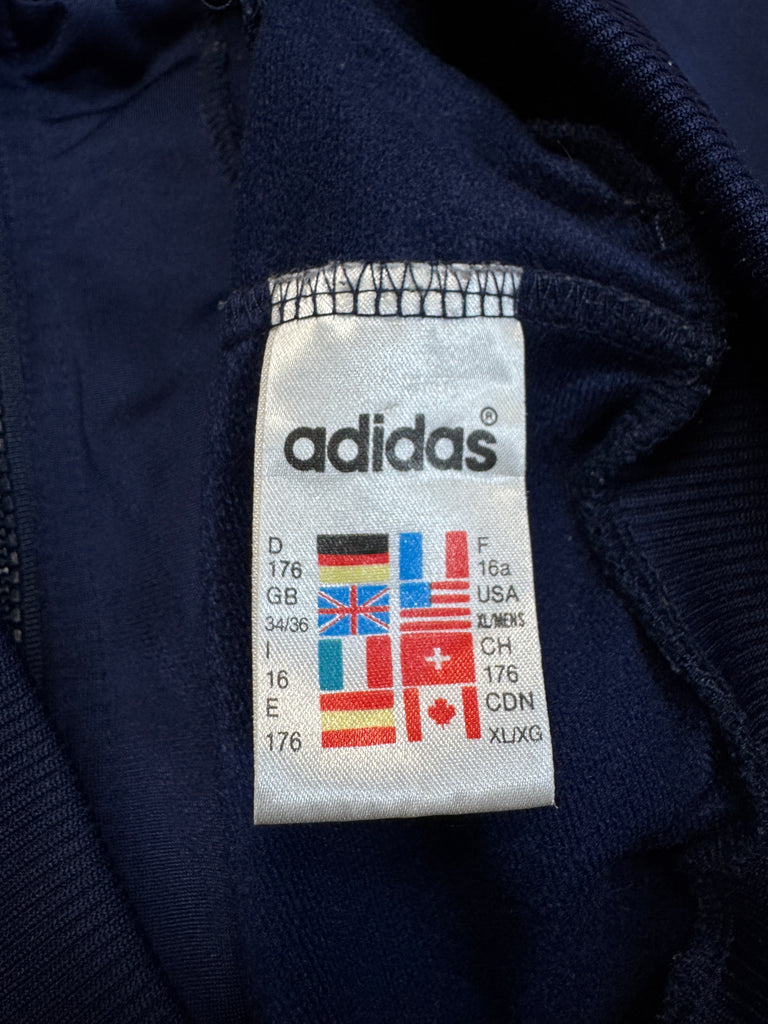 adidas®
D F
176 16a
GB USA
34/36 XL/MENS
I CH
16 176
E CDN
176 XL/XG